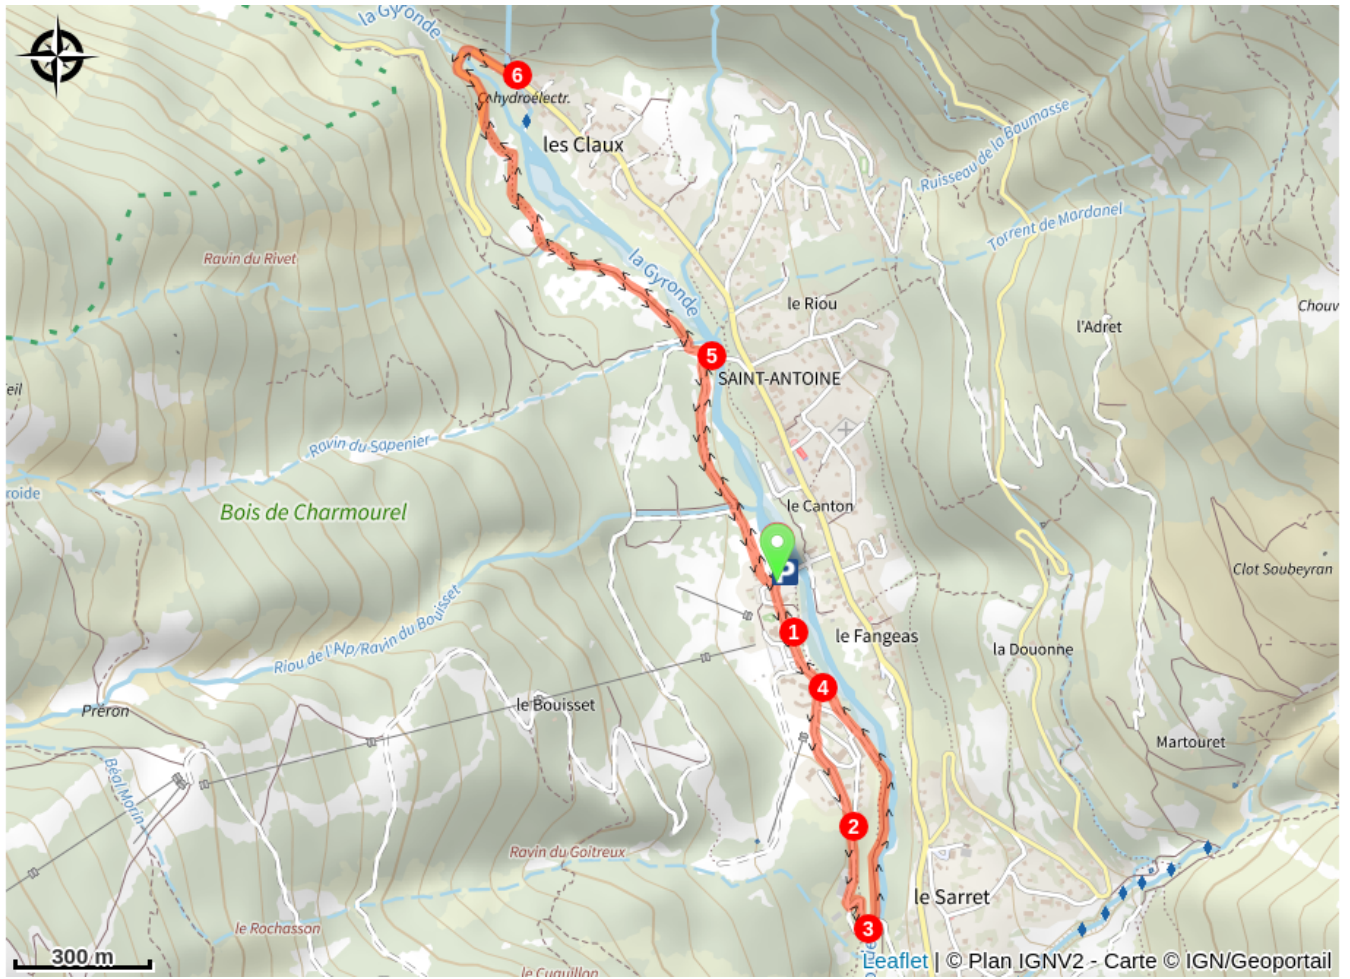 la Gyronde
6
C. hydroélectr.
les Claux
Ruisseau de la Baumasse
Torrent de Mordanel
Ravin du Rivet
la Gyronde
le Riou
Chouv
l'Adret
5
SAINT-ANTOINE
eil
Ravin du Sapenier
roide
Bois de Charmourel
le Canton
P
Clot Soubeyran
Riou de l'Alp/Ravin du Bouisset
1
le Fangeas
la Douonne
4
le Bouisset
Préron
Martouret
Béal Morin
2
Ravin du Goitreux
le Sarret
le Rochasson
3
300 m
le Cuguillon
Leaflet | © Plan IGNV2 - Carte © IGN/Geoportail